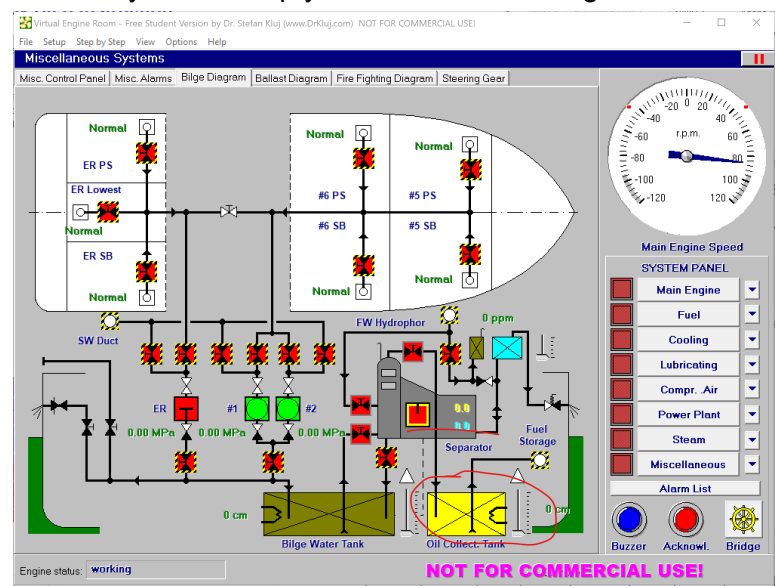 Virtual Engine Room - Free Student Version by Dr. Stefan Kluj (www.DrKluj.com)  NOT FOR COMMERCIAL USE!
File Setup Step by Step View Options Help
Miscellaneous Systems
Misc. Control Panel Misc. Alarms Bilge Diagram Ballast Diagram Fire Fighting Diagram Steering Gear
Normal
ER PS
ER Lowest
Normal
ER SB
Normal
Normal
Normal
#6 PS
#5 PS
#6 SB
#5 SB
Normal
Normal
SW Duct
FW Hydrophor
0 ppm
ER
#1
#2
0.00 MPa
0.00 MPa
0.00 MPa
0.0
0.0
Separator
Fuel
Storage
0 cm
0 cm
Bilge Water Tank
Oil Collect. Tank
-20 0 20
-40 40
-60 r.p.m. 60
-80 80
-100 100
-120 120
Main Engine Speed
SYSTEM PANEL
Main Engine
Fuel
Cooling
Lubricating
Compr. .Air
Power Plant
Steam
Miscellaneous
Alarm List
Buzzer Acknowl. Bridge
Engine status: working
NOT FOR COMMERCIAL USE!